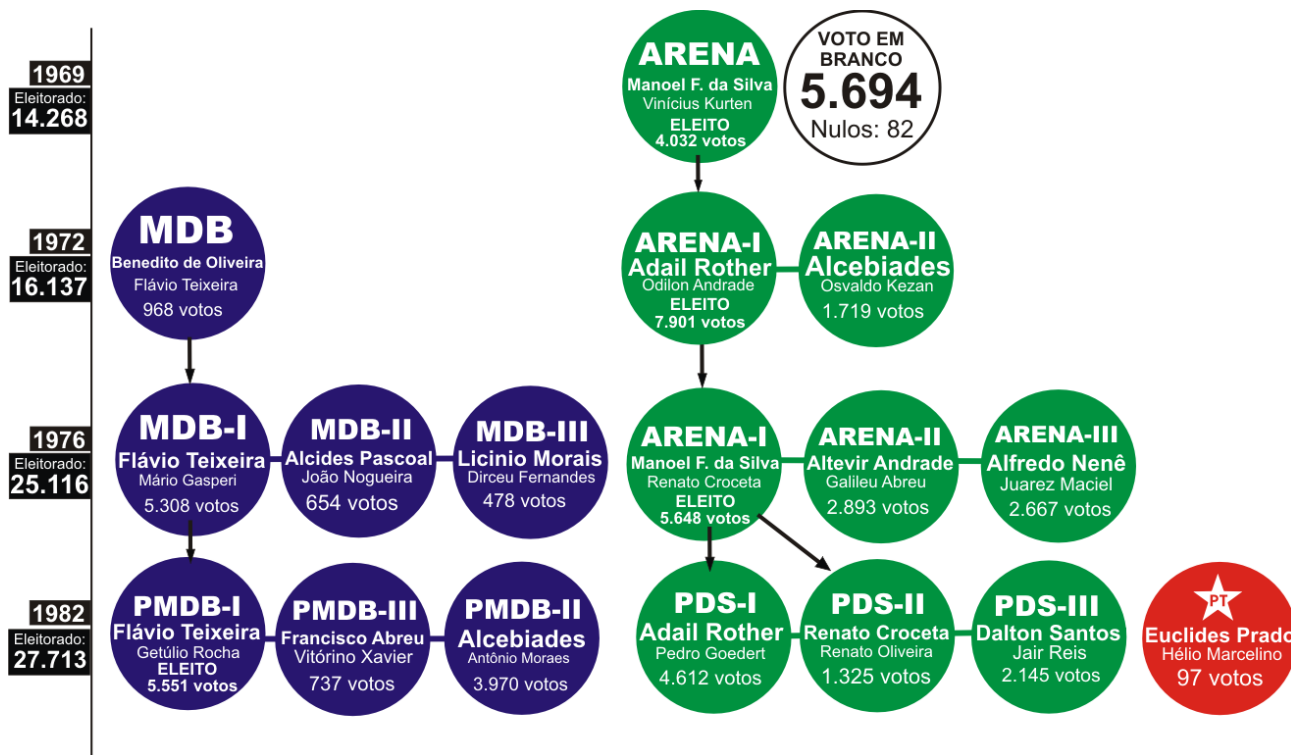 1969
Eleitorado:
14.268
ARENA
Manoel F. da Silva
Vinícius Kurten
ELEITO
4.032 votos
VOTO EM
BRANCO
5.694
Nulos: 82
1972
Eleitorado:
16.137
MDB
Benedito de Oliveira
Flávio Teixeira
968 votos
ARENA-I
Adail Rother
Odilon Andrade
ELEITO
7.901 votos
ARENA-II
Alcebiades
Osvaldo Kezan
1.719 votos
1976
Eleitorado:
25.116
MDB-I
Flávio Teixeira
Mário Gasperi
5.308 votos
MDB-II
Alcides Pascoal
João Nogueira
654 votos
MDB-III
Licinio Morais
Dirceu Fernandes
478 votos
ARENA-I
Manoel F. da Silva
Renato Croceta
ELEITO
5.648 votos
ARENA-II
Altevir Andrade
Galileu Abreu
2.893 votos
ARENA-III
Alfredo Nenê
Juarez Maciel
2.667 votos
1982
Eleitorado:
27.713
PMDB-I
Flávio Teixeira
Getúlio Rocha
ELEITO
5.551 votos
PMDB-III
Francisco Abreu
Vitórino Xavier
737 votos
PMDB-II
Alcebiades
Antônio Moraes
3.970 votos
PDS-I
Adail Rother
Pedro Goedert
4.612 votos
PDS-II
Renato Croceta
Renato Oliveira
1.325 votos
PDS-III
Dalton Santos
Jair Reis
2.145 votos
PT
Euclides Prado
Hélio Marcelino
97 votos